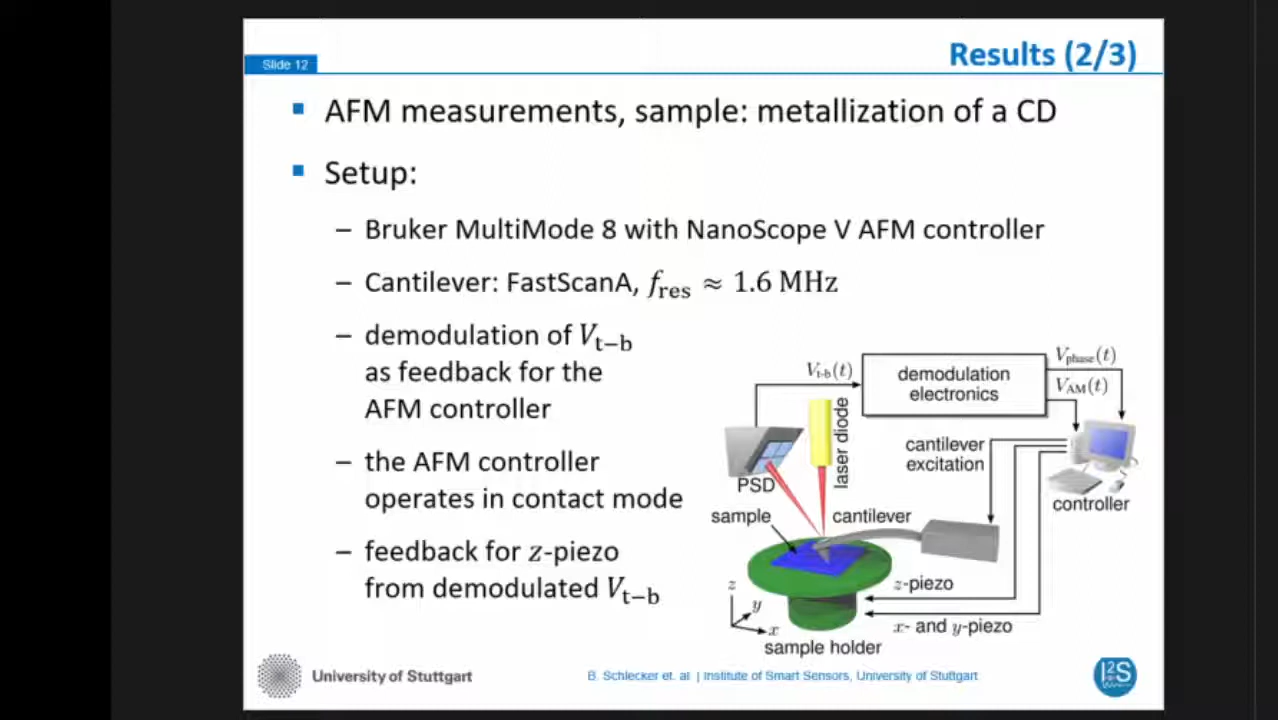 Slide 12
Results (2/3)
▪ AFM measurements, sample: metallization of a CD
▪ Setup:
– Bruker MultiMode 8 with NanoScope V AFM controller
– Cantilever: FastScanA, f_res ≈ 1.6 MHz
– demodulation of V_t−b
as feedback for the
AFM controller
– the AFM controller
operates in contact mode
– feedback for z-piezo
from demodulated V_t−b
V_t-b(t)
demodulation
electronics
V_phase(t)
V_AM(t)
laser diode
cantilever
excitation
PSD
controller
sample
cantilever
z-piezo
z
y
x
x- and y-piezo
sample holder
University of Stuttgart
B. Schlecker et. al | Institute of Smart Sensors, University of Stuttgart
I2S